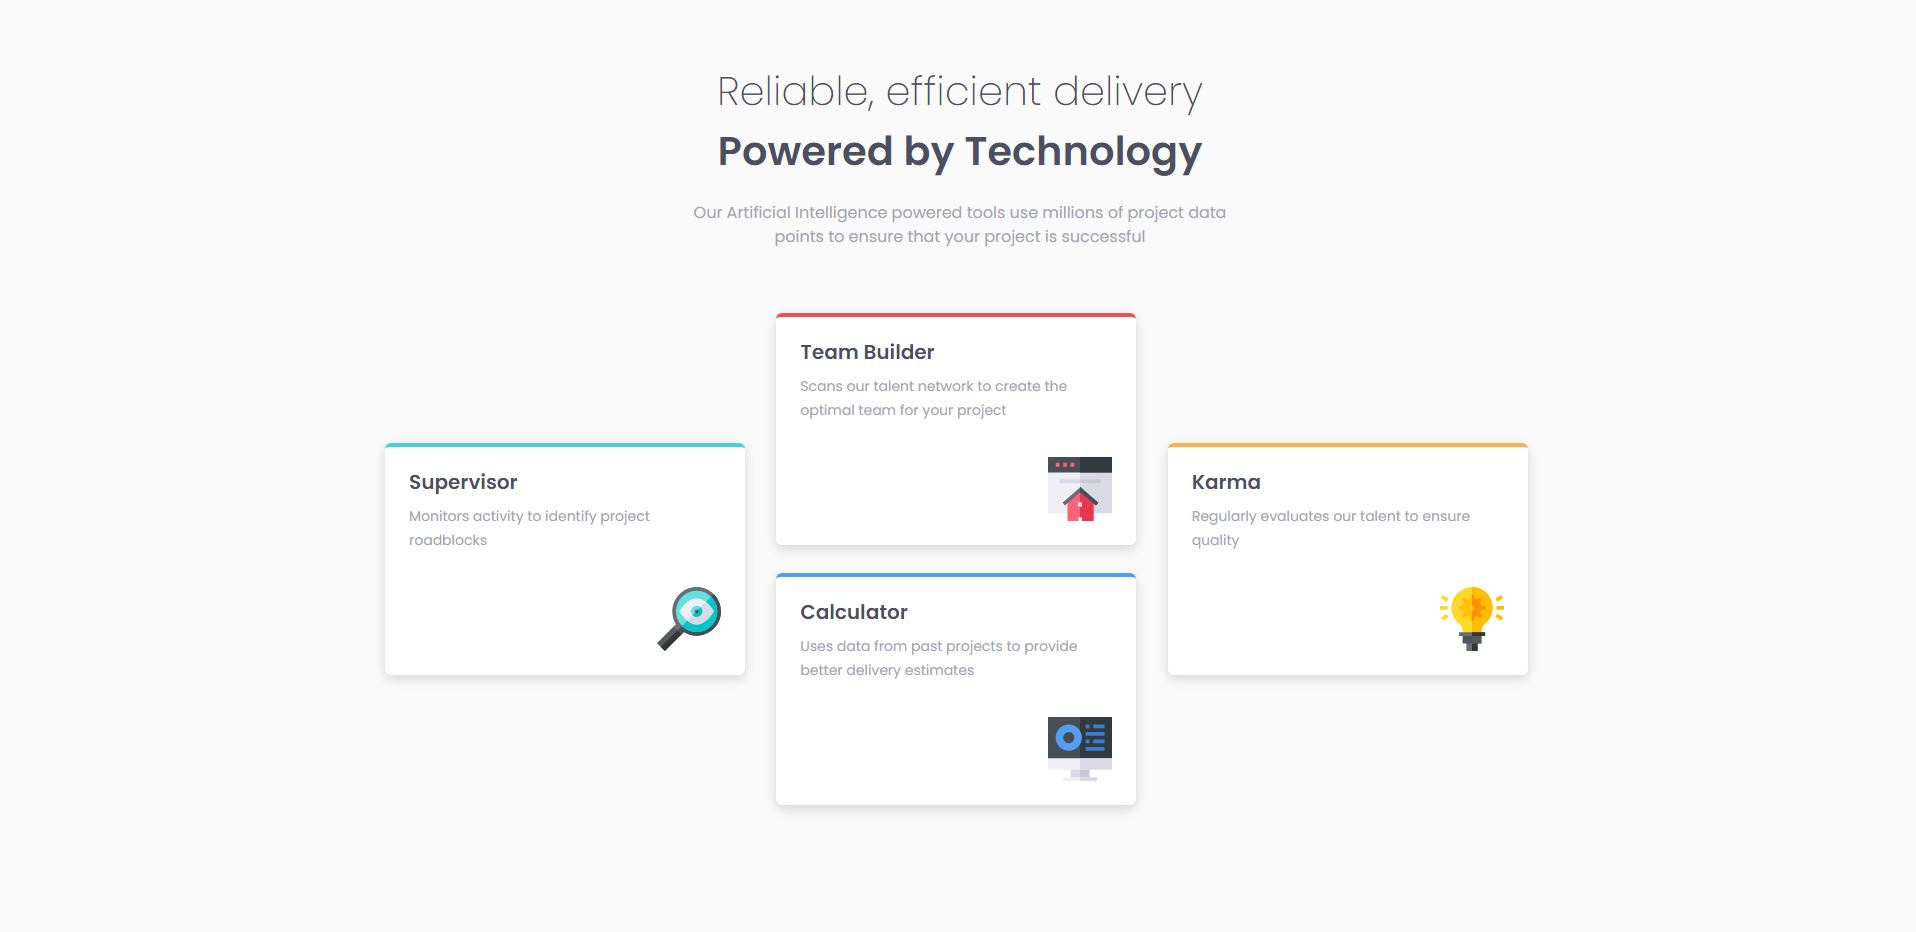 Reliable, efficient delivery
Powered by Technology
Our Artificial Intelligence powered tools use millions of project data
points to ensure that your project is successful
Team Builder
Scans our talent network to create the
optimal team for your project
Supervisor
Monitors activity to identify project
roadblocks
Karma
Regularly evaluates our talent to ensure
quality
Calculator
Uses data from past projects to provide
better delivery estimates